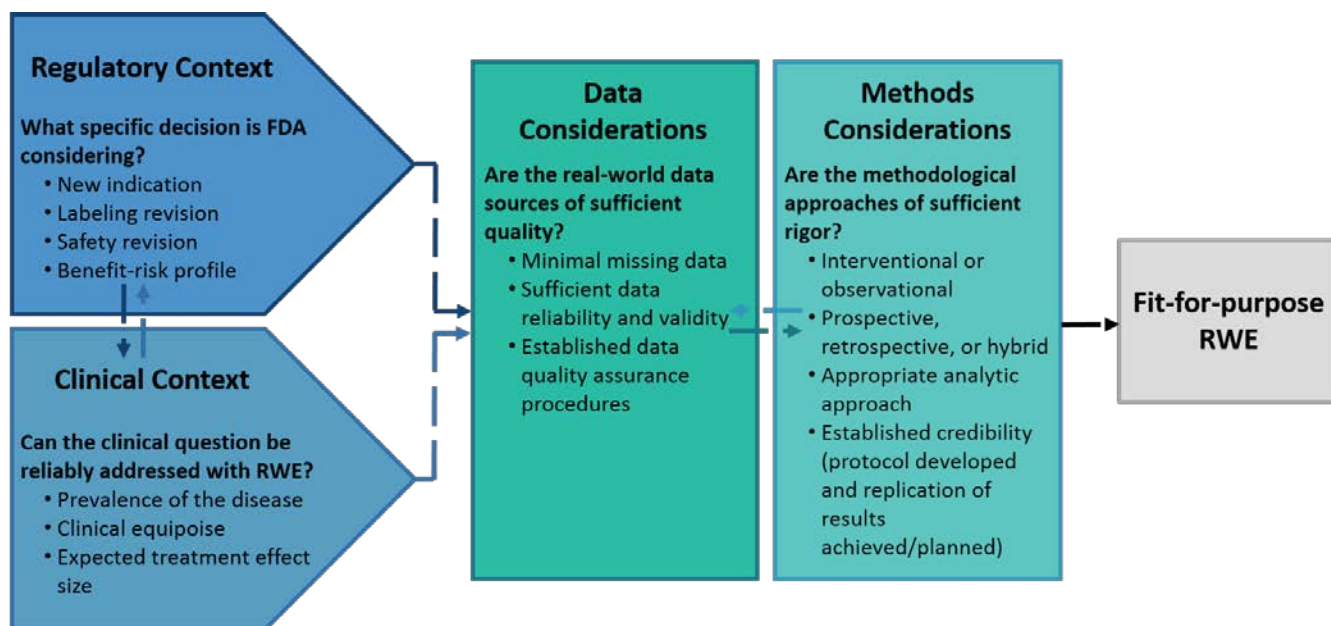 Regulatory Context
What specific decision is FDA
considering?
• New indication
• Labeling revision
• Safety revision
• Benefit-risk profile
Clinical Context
Can the clinical question be
reliably addressed with RWE?
• Prevalence of the disease
• Clinical equipoise
• Expected treatment effect
size
Data
Considerations
Are the real-world data
sources of sufficient
quality?
• Minimal missing data
• Sufficient data
reliability and validity
• Established data
quality assurance
procedures
Methods
Considerations
Are the methodological
approaches of sufficient
rigor?
• Interventional or
observational
• Prospective,
retrospective, or hybrid
• Appropriate analytic
approach
• Established credibility
(protocol developed
and replication of
results
achieved/planned)
Fit-for-purpose
RWE